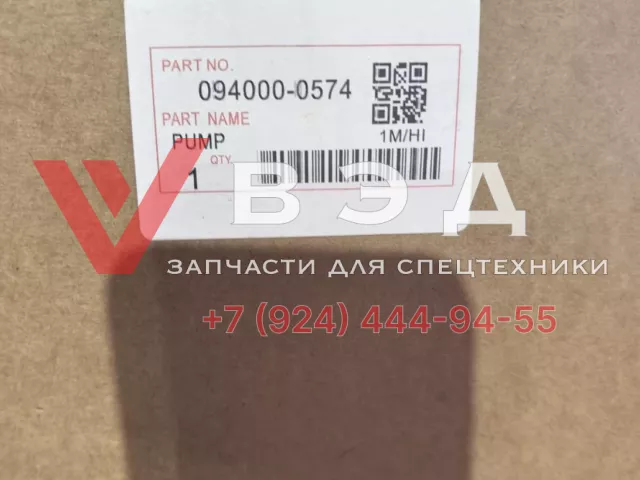 PART NO.
094000-0574
PART NAME
PUMP
1M/HI
QTY.
1
ВЭД
ЗАПЧАСТИ ДЛЯ СПЕЦТЕХНИКИ
+7 (924) 444-94-55